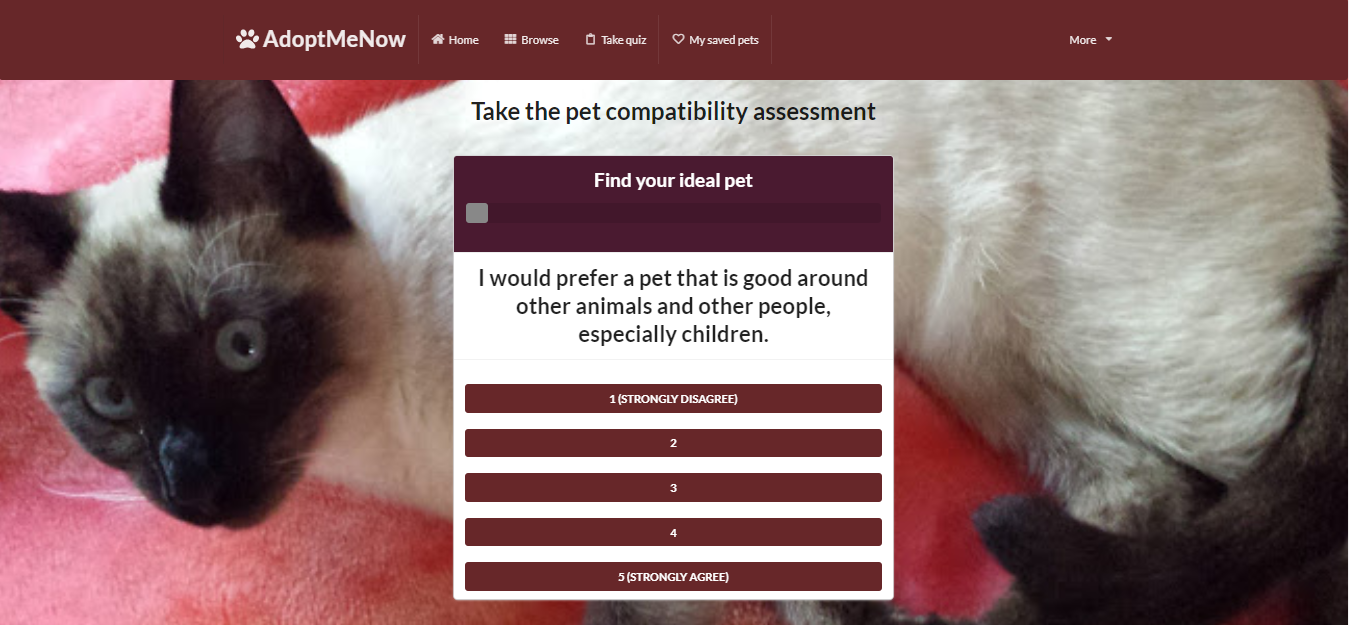 AdoptMeNow
Home
Browse
Take quiz
My saved pets
More
Take the pet compatibility assessment
Find your ideal pet
I would prefer a pet that is good around
other animals and other people,
especially children.
1 (STRONGLY DISAGREE)
2
3
4
5 (STRONGLY AGREE)